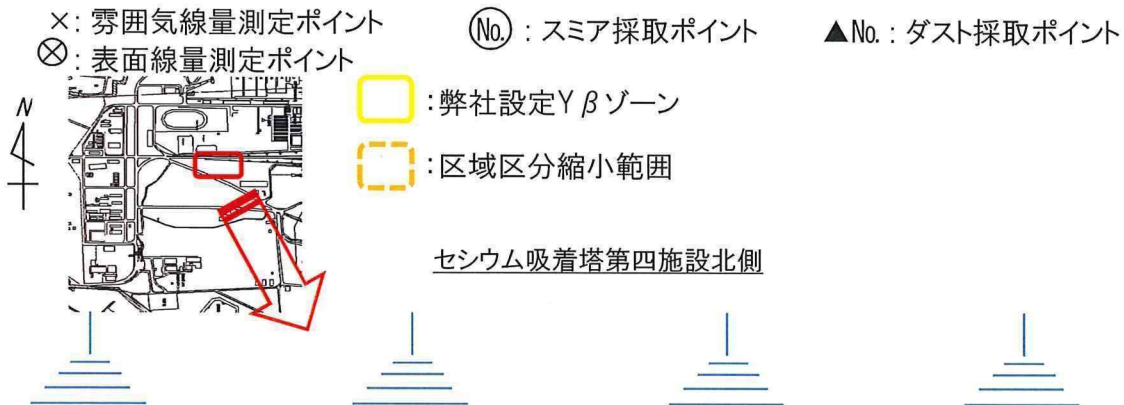 ×: 雰囲気線量測定ポイント
No. : スミア採取ポイント
▲No. : ダスト採取ポイント
⊗: 表面線量測定ポイント
N
:弊社設定Yβゾーン
:区域区分縮小範囲
セシウム吸着塔第四施設北側